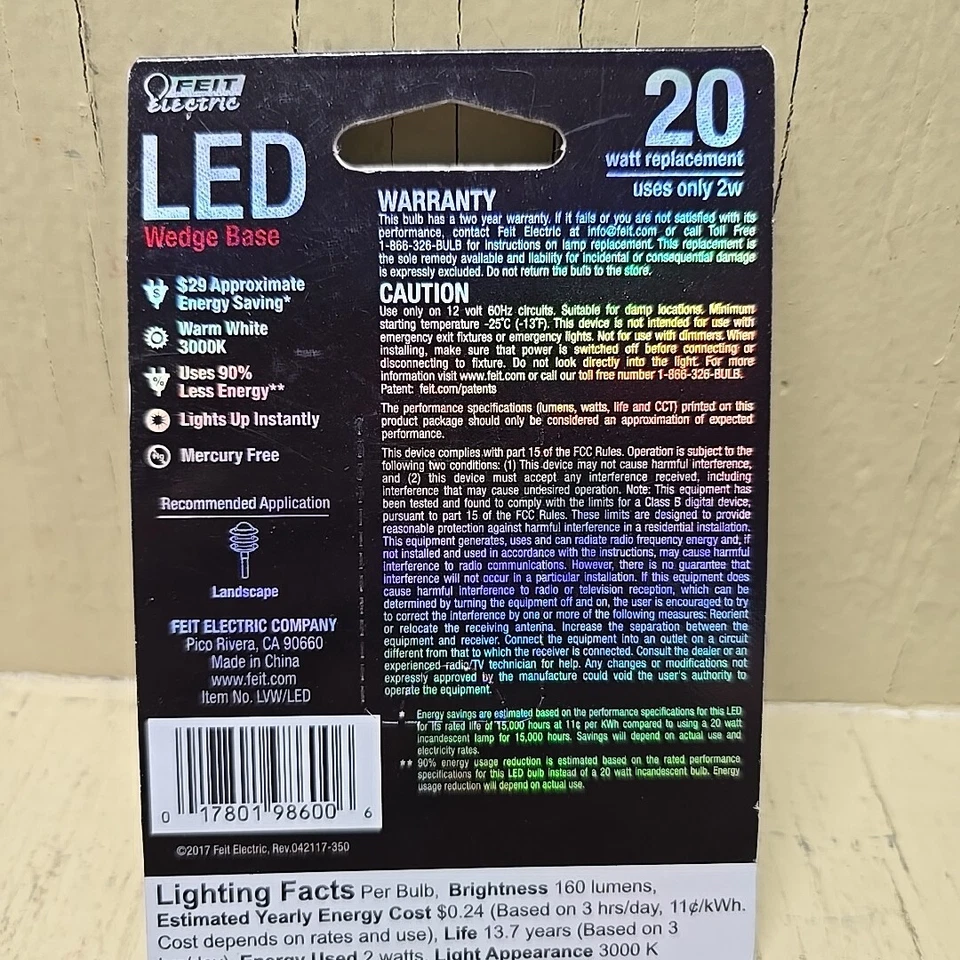 FEIT
Electric
LED
Wedge Base
$29 Approximate
Energy Saving*
Warm White
3000K
Uses 90%
Less Energy**
Lights Up Instantly
Hg
Mercury Free
Recommended Application
Landscape
FEIT ELECTRIC COMPANY
Pico Rivera, CA 90660
Made in China
www.feit.com
Item No. LVW/LED
0 17801 98600 6
©2017 Feit Electric, Rev.042117-350
20
watt replacement
uses only 2w
WARRANTY
This bulb has a two year warranty. If it fails or you are not satisfied with its
performance, contact Feit Electric at info@feit.com or call Toll Free
1-866-326-BULB for instructions on lamp replacement. This replacement is
the sole remedy available and liability for incidental or consequential damage
is expressly excluded. Do not return the bulb to the store.
CAUTION
Use only on 12 volt 60Hz circuits. Suitable for damp locations. Minimum
starting temperature -25°C (-13°F). This device is not intended for use with
emergency exit fixtures or emergency lights. Not for use with dimmers. When
installing, make sure that power is switched off before connecting or
disconnecting to fixture. Do not look directly into the light. For more
information visit www.feit.com or call our toll free number 1-866-326-BULB.
Patent: feit.com/patents
The performance specifications (lumens, watts, life and CCT) printed on this
product package should only be considered an approximation of expected
performance.
This device complies with part 15 of the FCC Rules. Operation is subject to the
following two conditions: (1) This device may not cause harmful interference,
and (2) this device must accept any interference received, including
interference that may cause undesired operation. Note: This equipment has
been tested and found to comply with the limits for a Class B digital device,
pursuant to part 15 of the FCC Rules. These limits are designed to provide
reasonable protection against harmful interference in a residential installation.
This equipment generates, uses and can radiate radio frequency energy and, if
not installed and used in accordance with the instructions, may cause harmful
interference to radio communications. However, there is no guarantee that
interference will not occur in a particular installation. If this equipment does
cause harmful interference to radio or television reception, which can be
determined by turning the equipment off and on, the user is encouraged to try
to correct the interference by one or more of the following measures: Reorient
or relocate the receiving antenna. Increase the separation between the
equipment and receiver. Connect the equipment into an outlet on a circuit
different from that to which the receiver is connected. Consult the dealer or an
experienced radio/TV technician for help. Any changes or modifications not
expressly approved by the manufacture could void the user's authority to
operate the equipment.
* Energy savings are estimated based on the performance specifications for this LED
for its rated life of 15,000 hours at 11¢ per KWh compared to using a 20 watt
incandescent lamp for 15,000 hours. Savings will depend on actual use and
electricity rates.
** 90% energy usage reduction is estimated based on the rated performance
specifications for this LED bulb instead of a 20 watt incandescent bulb. Energy
usage reduction will depend on actual use.
Lighting Facts Per Bulb, Brightness 160 lumens,
Estimated Yearly Energy Cost $0.24 (Based on 3 hrs/day, 11¢/kWh.
Cost depends on rates and use), Life 13.7 years (Based on 3
hrs/day), Energy Used 2 watts, Light Appearance 3000 K